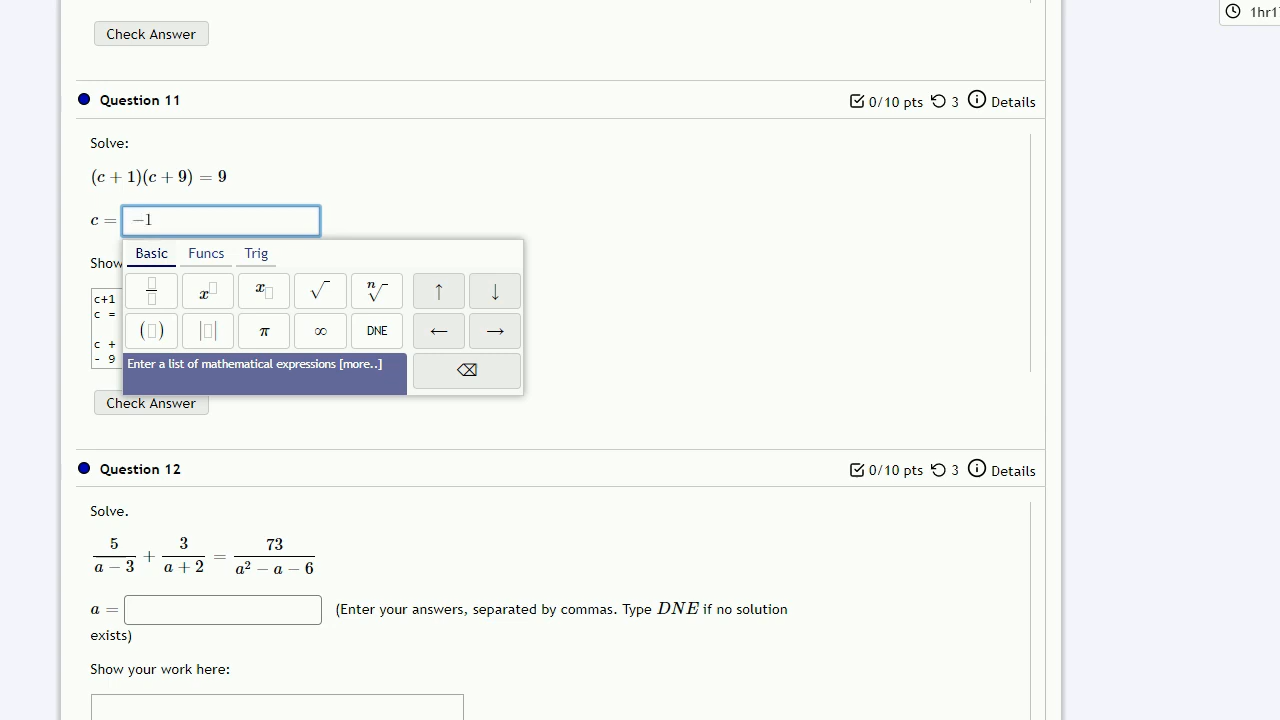 1hr1
Check Answer
Question 11
0/10 pts 3 Details
Solve:
(c + 1)(c + 9) = 9
c = −1
Basic Funcs Trig
Show
c+1
c =
c +
- 9
x n√
(▯) |▯| π ∞ DNE
Enter a list of mathematical expressions [more..]
Check Answer
Question 12
0/10 pts 3 Details
Solve.
5/(a − 3) + 3/(a + 2) = 73/(a² − a − 6)
a = (Enter your answers, separated by commas. Type DNE if no solution
exists)
Show your work here: